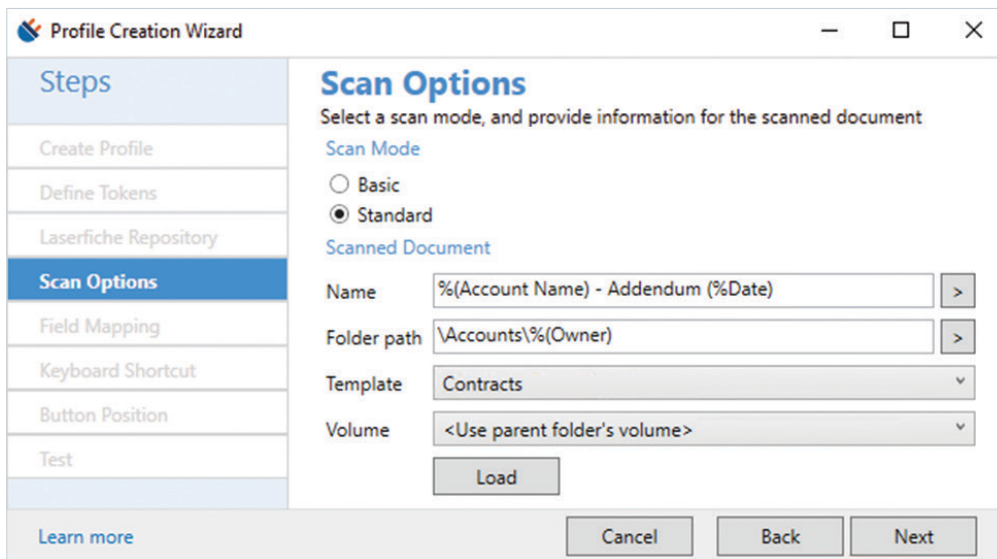 Profile Creation Wizard
Steps
Create Profile
Define Tokens
Laserfiche Repository
Scan Options
Field Mapping
Keyboard Shortcut
Button Position
Test
Learn more
Scan Options
Select a scan mode, and provide information for the scanned document
Scan Mode
Basic
Standard
Scanned Document
Name %(Account Name) - Addendum (%Date) >
Folder path \Accounts\%(Owner) >
Template Contracts
Volume <Use parent folder's volume>
Load
Cancel Back Next